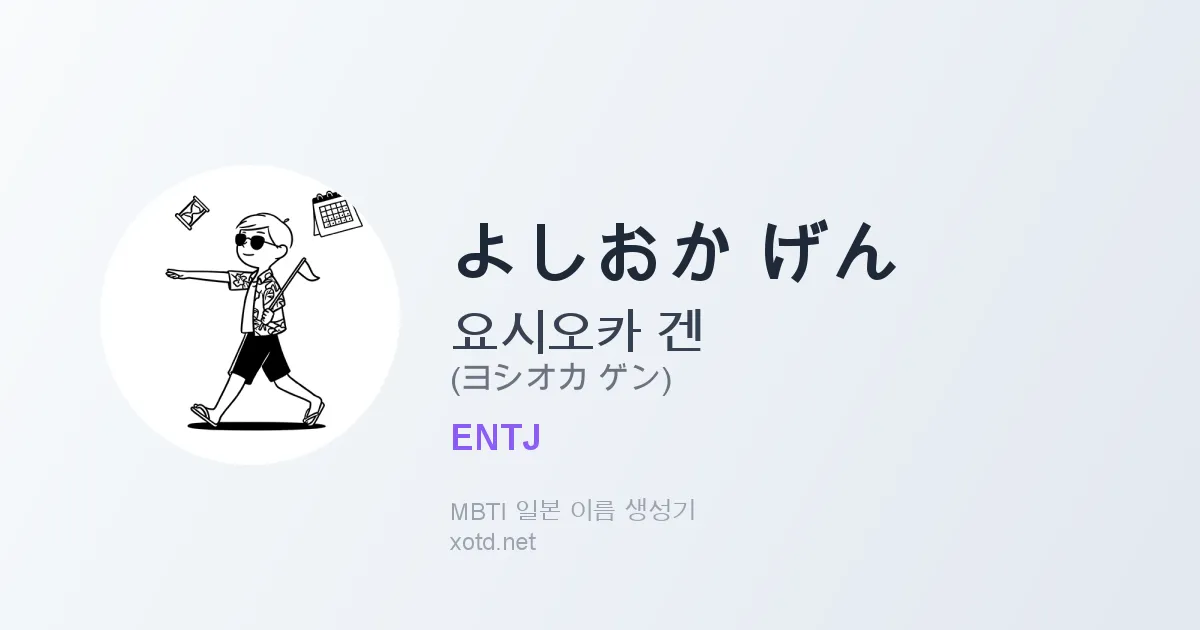 よしおか げん
요시오카 겐
(ヨシオカ ゲン)
ENTJ
MBTI 일본 이름 생성기
xotd.net